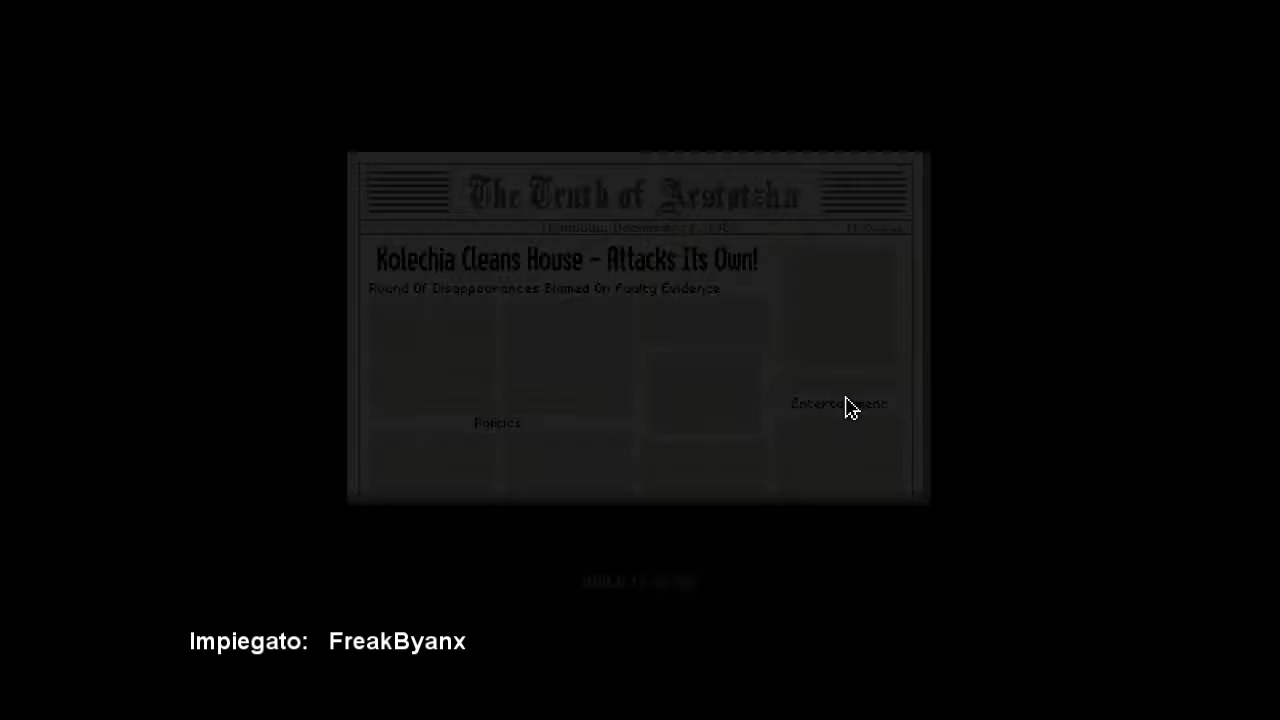 The Truth of Arstotzka
Kolechia Cleans House - Attacks Its Own!
Round Of Disappearances Blamed On Faulty Evidence
Entertainment
Politics
Impiegato: FreakByanx